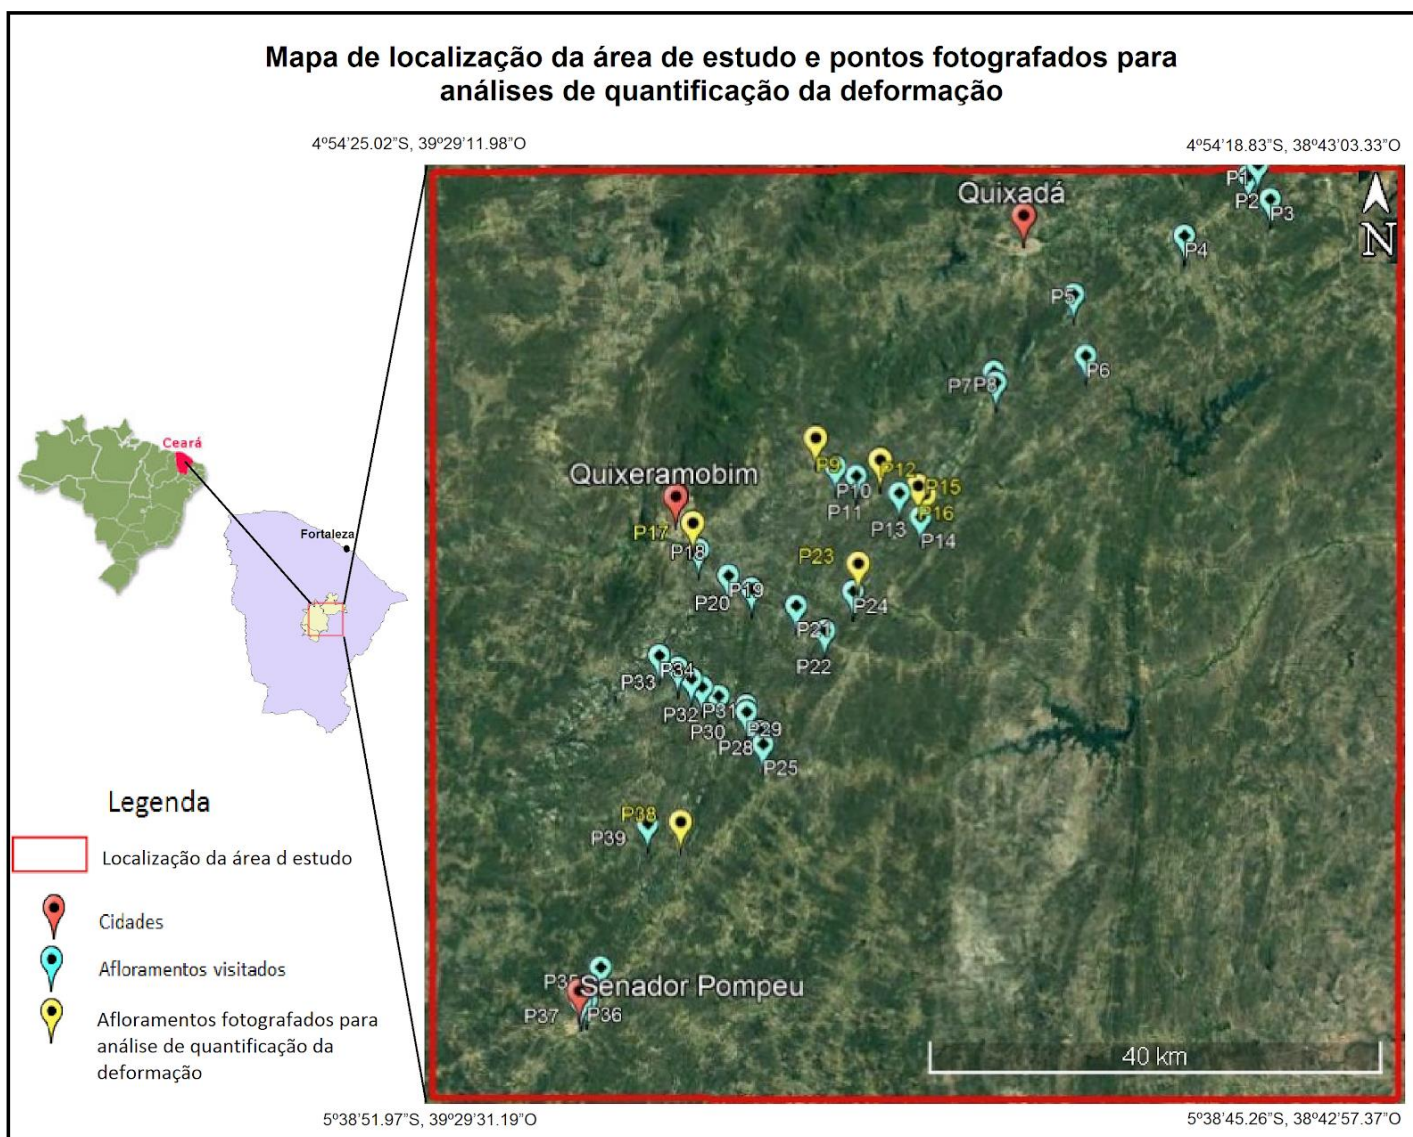 Mapa de localização da área de estudo e pontos fotografados para
análises de quantificação da deformação
4º54'25.02”S, 39º29'11.98”O
4º54'18.83”S, 38º43'03.33”O
Quixadá
P1
P2
P3
N
P4
P5
P6
P7
P8
Ceará
Quixeramobim
P9
P12
P10
P15
P11
P13
P16
P14
Fortaleza
P17
P18
P23
P19
P20
P24
P21
P22
P34
P33
P32
P31
P30
P29
P28
P25
Legenda
Localização da área d estudo
Cidades
Afloramentos visitados
Afloramentos fotografados para
análise de quantificação da
deformação
P38
P39
P35
Senador Pompeu
P37
P36
40 km
5º38'51.97”S, 39º29'31.19”O
5º38'45.26”S, 38º42'57.37”O